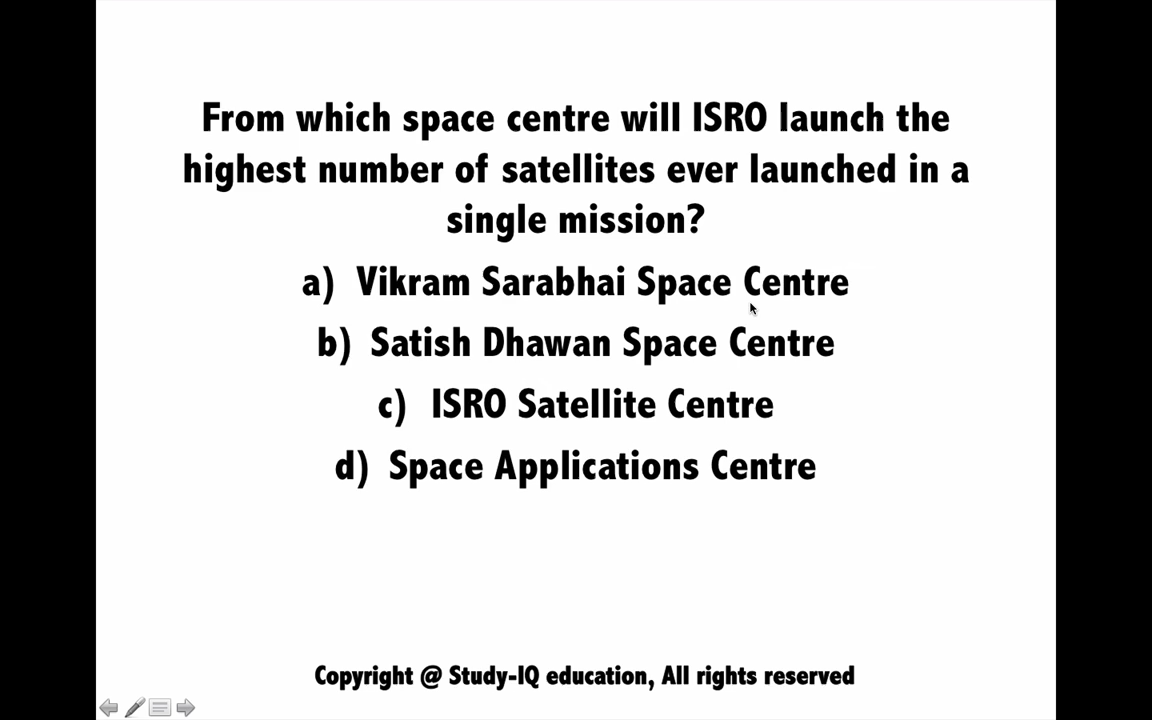 From which space centre will ISRO launch the
highest number of satellites ever launched in a
single mission?
a) Vikram Sarabhai Space Centre
b) Satish Dhawan Space Centre
c) ISRO Satellite Centre
d) Space Applications Centre
Copyright @ Study-IQ education, All rights reserved